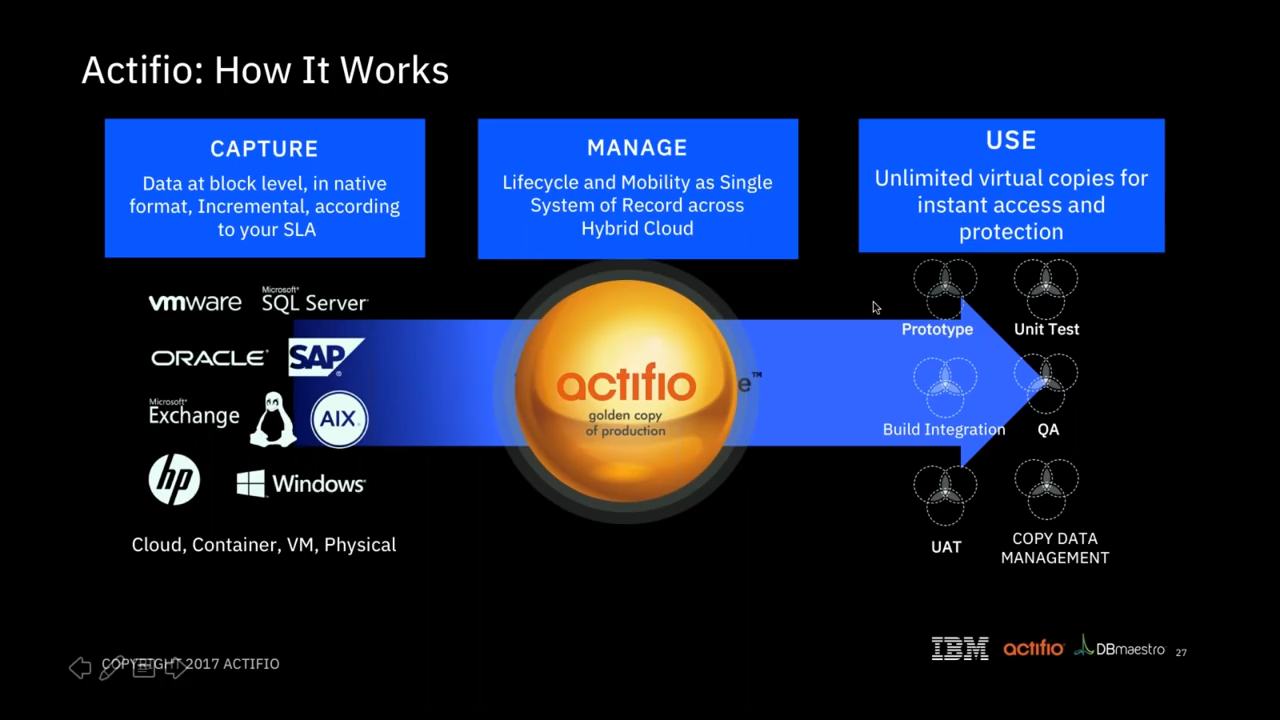 Actifio: How It Works
CAPTURE
Data at block level, in native
format, Incremental, according
to your SLA
MANAGE
Lifecycle and Mobility as Single
System of Record across
Hybrid Cloud
USE
Unlimited virtual copies for
instant access and
protection
vmware
Microsoft®
SQL Server®
ORACLE®
SAP®
Microsoft®
Exchange
AIX
hp
Windows®
Cloud, Container, VM, Physical
actifio
golden copy
of production
e™
Prototype
Unit Test
Build Integration
QA
UAT
COPY DATA
MANAGEMENT
COPYRIGHT 2017 ACTIFIO
IBM
actifio®
DBmaestro
27